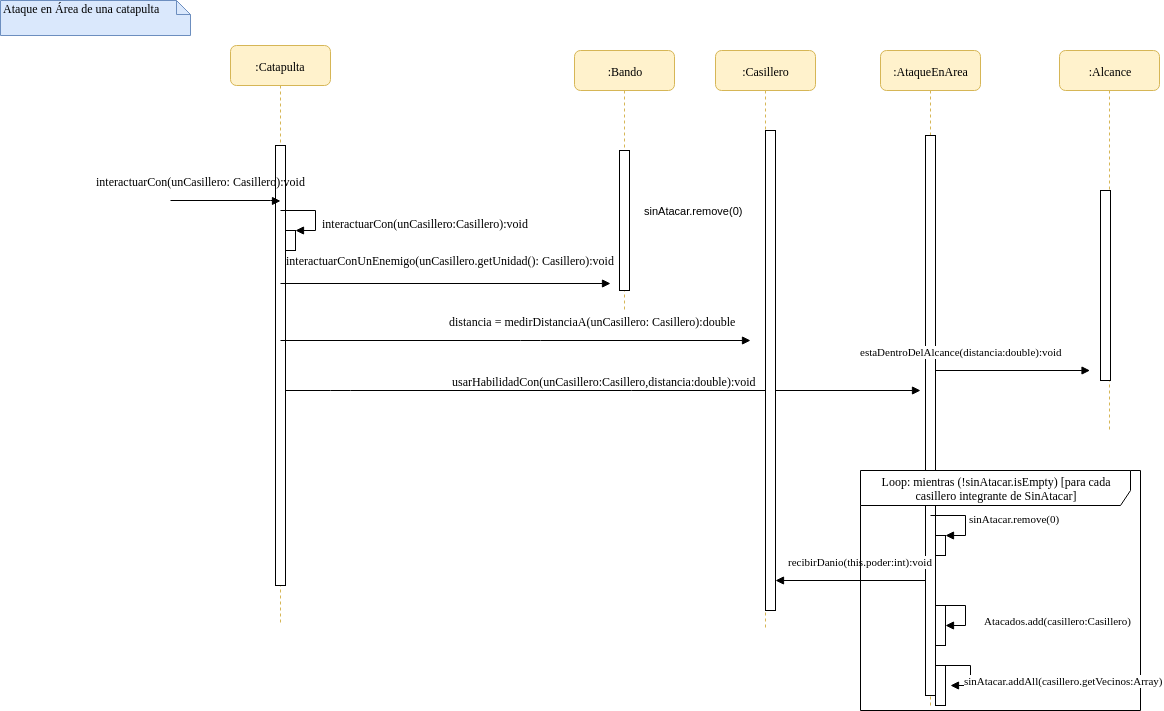 Ataque en Área de una catapulta
:Catapulta
:Bando
:Casillero
:AtaqueEnArea
:Alcance
interactuarCon(unCasillero: Casillero):void
sinAtacar.remove(0)
interactuarCon(unCasillero:Casillero):void
interactuarConUnEnemigo(unCasillero.getUnidad(): Casillero):void
distancia = medirDistanciaA(unCasillero: Casillero):double
estaDentroDelAlcance(distancia:double):void
usarHabilidadCon(unCasillero:Casillero,distancia:double):void
Loop: mientras (!sinAtacar.isEmpty) [para cada
casillero integrante de SinAtacar]
sinAtacar.remove(0)
recibirDanio(this.poder:int):void
Atacados.add(casillero:Casillero)
sinAtacar.addAll(casillero.getVecinos:Array)